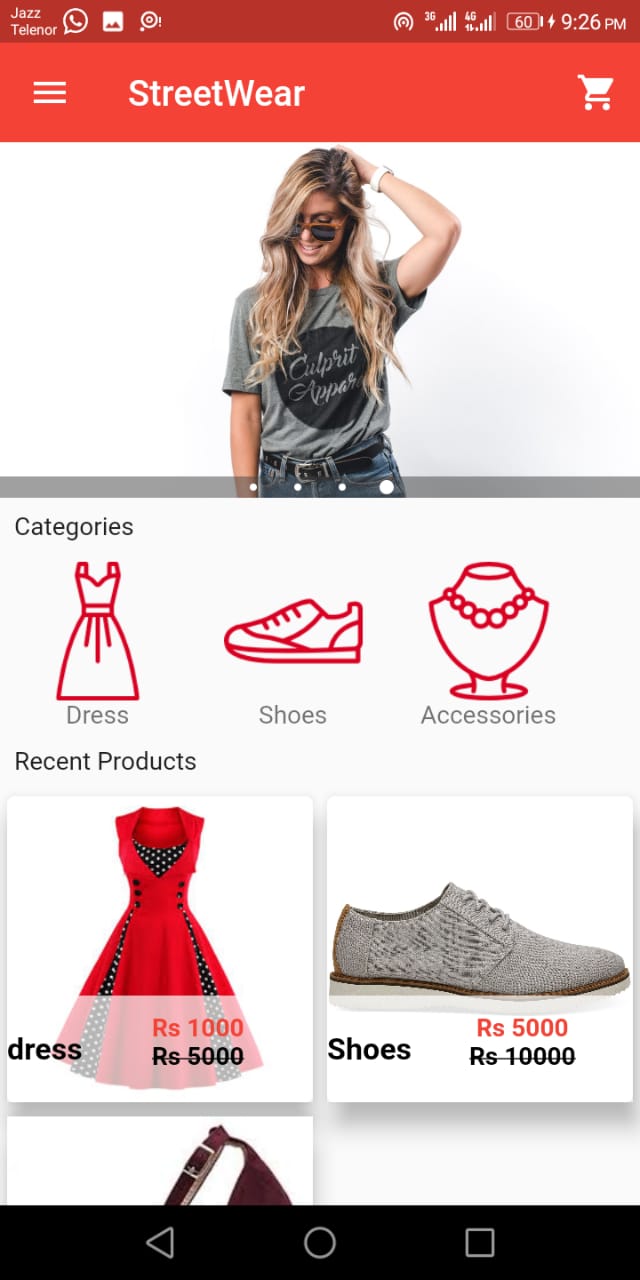 Jazz
Telenor
3G
4G
60
9:26 PM
StreetWear
Culprit
Appar
Categories
Dress
Shoes
Accessories
Recent Products
dress
Rs 1000
Rs 5000
Shoes
Rs 5000
Rs 10000